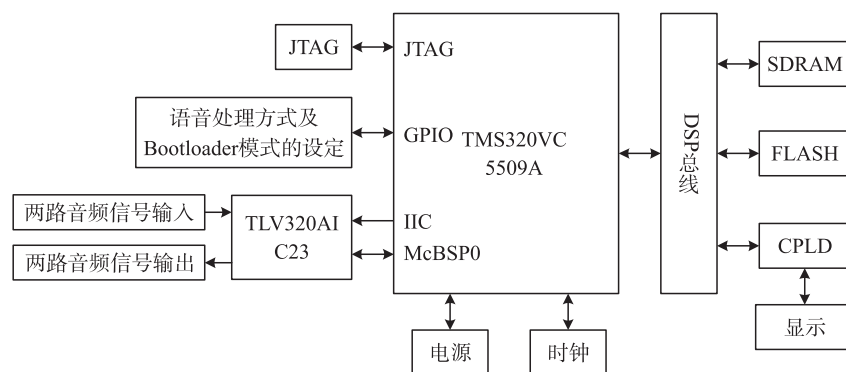 JTAG
JTAG
语音处理方式及
Bootloader模式的设定
GPIO
TMS320VC
5509A
两路音频信号输入
两路音频信号输出
TLV320AI
C23
IIC
McBSP0
电源
时钟
DSP总线
SDRAM
FLASH
CPLD
显示